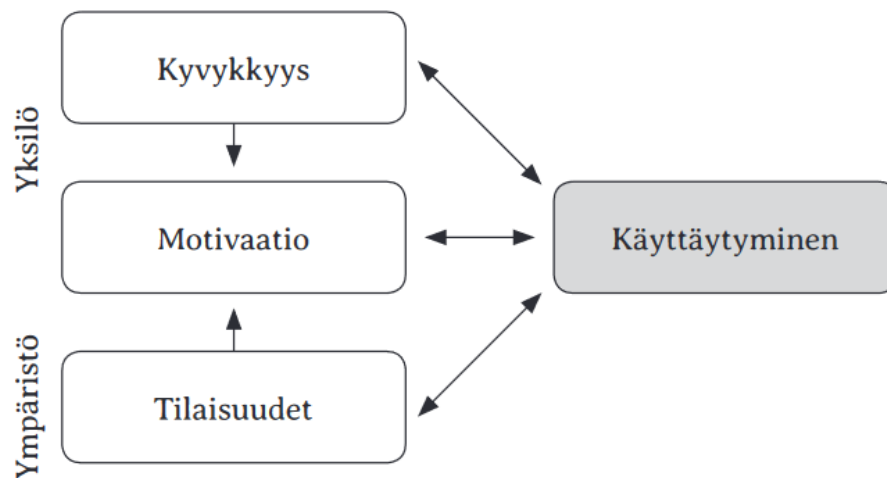 Yksilö
Kyvykkyys
Motivaatio
Käyttäytyminen
Ympäristö
Tilaisuudet